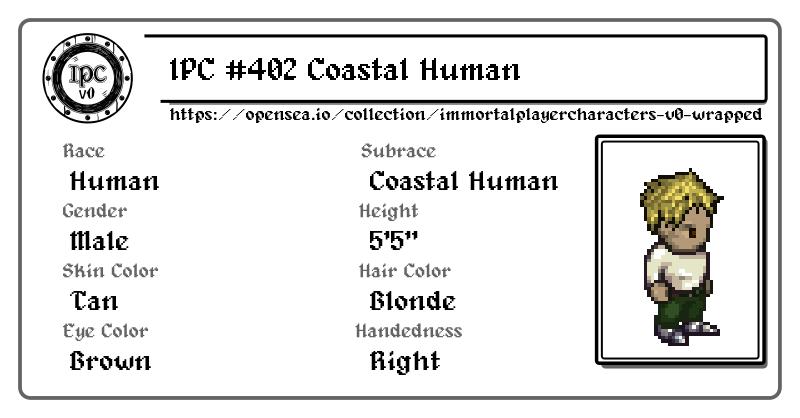 IPC v0
IPC #402 Coastal Human
https://opensea.io/collection/immortalplayercharacters-v0-wrapped
Race
Human
Subrace
Coastal Human
Gender
Male
Height
5'5"
Skin Color
Tan
Hair Color
Blonde
Eye Color
Brown
Handedness
Right